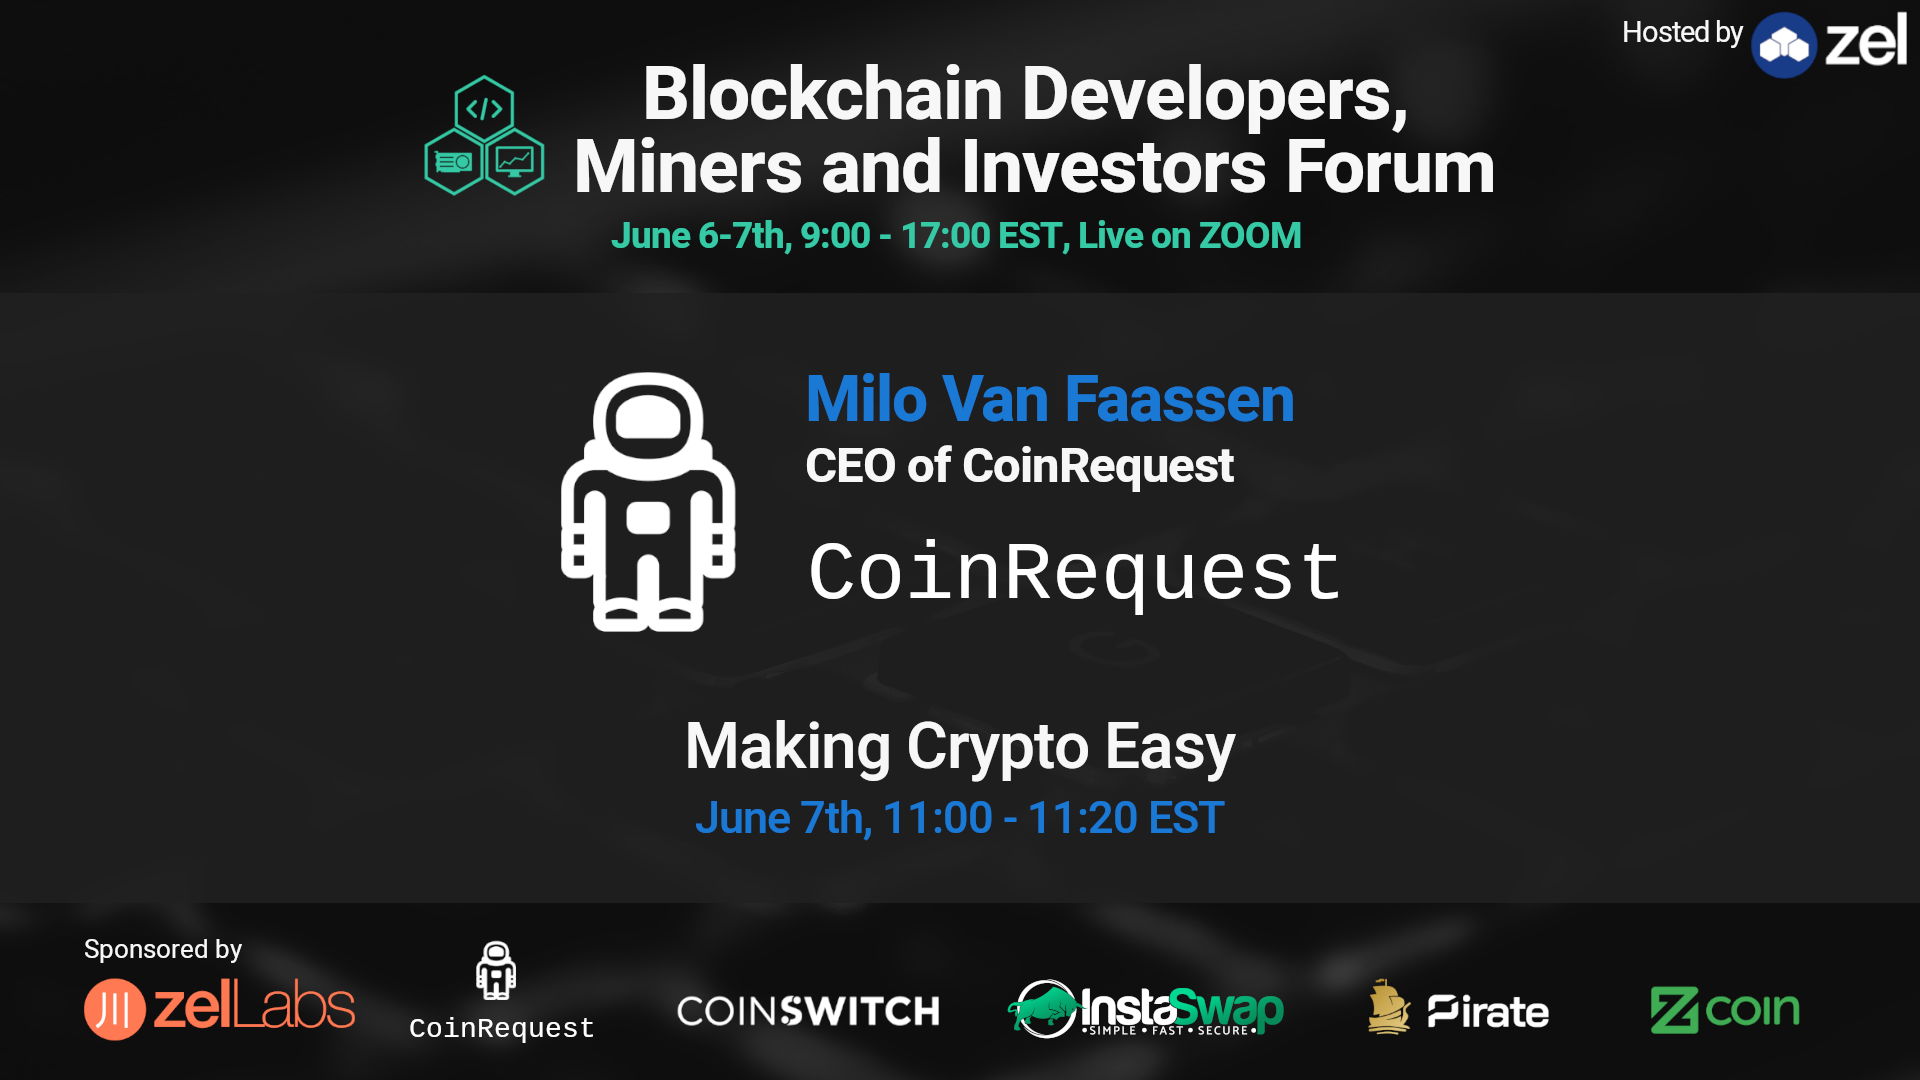 Hosted by zel
Blockchain Developers,
Miners and Investors Forum
June 6-7th, 9:00 - 17:00 EST, Live on ZOOM
Milo Van Faassen
CEO of CoinRequest
CoinRequest
Making Crypto Easy
June 7th, 11:00 - 11:20 EST
Sponsored by
zelLabs
CoinRequest
COINSWITCH
InstaSwap
•SIMPLE•FAST•SECURE•
Pirate
Zcoin